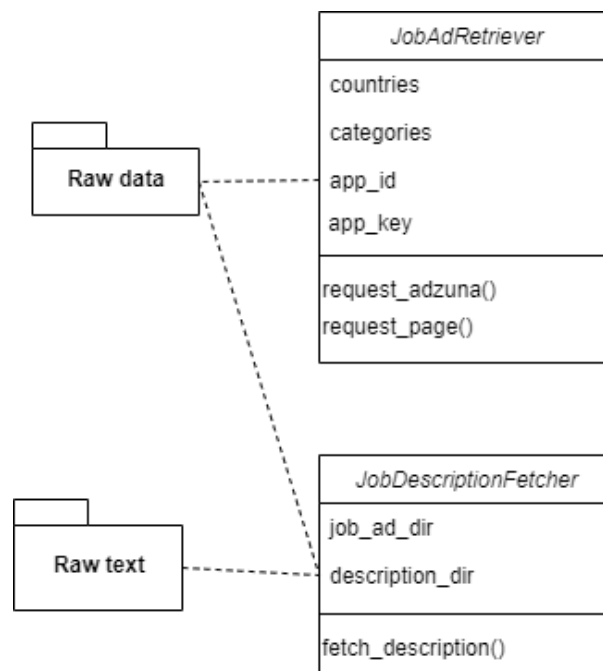 JobAdRetriever
countries
categories
Raw data
app_id
app_key
request_adzuna()
request_page()
JobDescriptionFetcher
job_ad_dir
Raw text
description_dir
fetch_description()